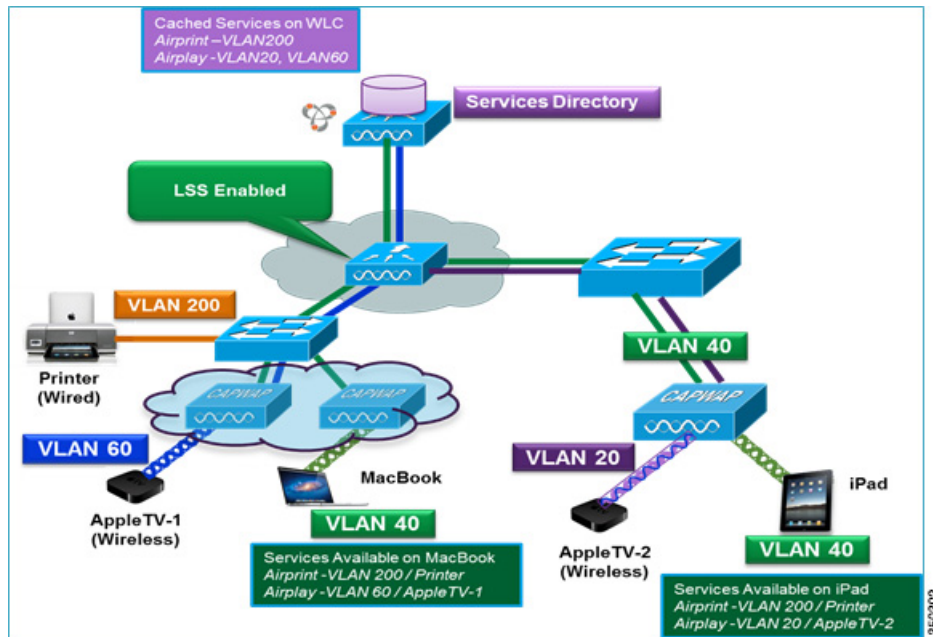 Cached Services on WLC
Airprint –VLAN200
Airplay -VLAN20, VLAN60
Services Directory
LSS Enabled
VLAN 200
Printer
(Wired)
VLAN 40
CAPWAP
CAPWAP
CAPWAP
VLAN 60
MacBook
VLAN 20
iPad
AppleTV-1
(Wireless)
VLAN 40
AppleTV-2
(Wireless)
VLAN 40
Services Available on MacBook
Airprint -VLAN 200 / Printer
Airplay -VLAN 60 / AppleTV-1
Services Available on iPad
Airprint -VLAN 200 / Printer
Airplay -VLAN 20 / AppleTV-2